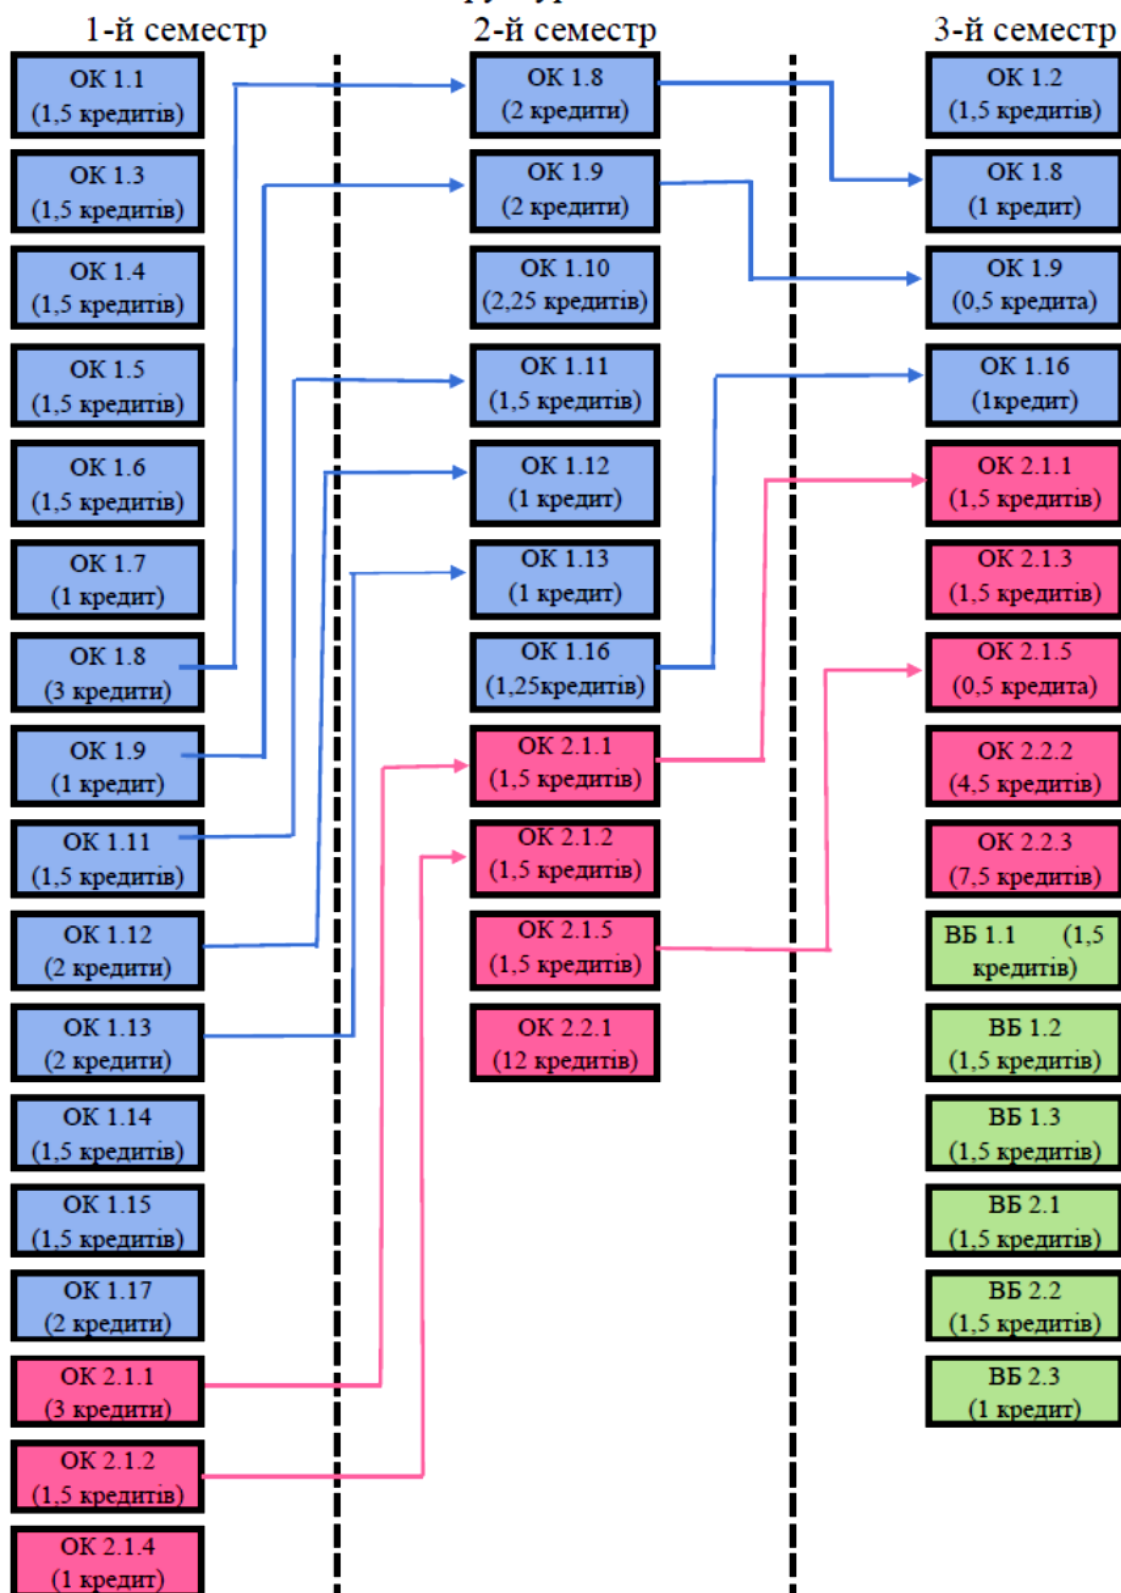 1-й семестр
ОК 1.1
(1,5 кредитів)
ОК 1.3
(1,5 кредитів)
ОК 1.4
(1,5 кредитів)
ОК 1.5
(1,5 кредитів)
ОК 1.6
(1,5 кредитів)
ОК 1.7
(1 кредит)
ОК 1.8
(3 кредити)
ОК 1.9
(1 кредит)
ОК 1.11
(1,5 кредитів)
ОК 1.12
(2 кредити)
ОК 1.13
(2 кредити)
ОК 1.14
(1,5 кредитів)
ОК 1.15
(1,5 кредитів)
ОК 1.17
(2 кредити)
ОК 2.1.1
(3 кредити)
ОК 2.1.2
(1,5 кредитів)
ОК 2.1.4
(1 кредит)
2-й семестр
ОК 1.8
(2 кредити)
ОК 1.9
(2 кредити)
ОК 1.10
(2,25 кредитів)
ОК 1.11
(1,5 кредитів)
ОК 1.12
(1 кредит)
ОК 1.13
(1 кредит)
ОК 1.16
(1,25кредитів)
ОК 2.1.1
(1,5 кредитів)
ОК 2.1.2
(1,5 кредитів)
ОК 2.1.5
(1,5 кредитів)
ОК 2.2.1
(12 кредитів)
3-й семестр
ОК 1.2
(1,5 кредитів)
ОК 1.8
(1 кредит)
ОК 1.9
(0,5 кредита)
ОК 1.16
(1кредит)
ОК 2.1.1
(1,5 кредитів)
ОК 2.1.3
(1,5 кредитів)
ОК 2.1.5
(0,5 кредита)
ОК 2.2.2
(4,5 кредитів)
ОК 2.2.3
(7,5 кредитів)
ВБ 1.1 (1,5
кредитів)
ВБ 1.2
(1,5 кредитів)
ВБ 1.3
(1,5 кредитів)
ВБ 2.1
(1,5 кредитів)
ВБ 2.2
(1,5 кредитів)
ВБ 2.3
(1 кредит)